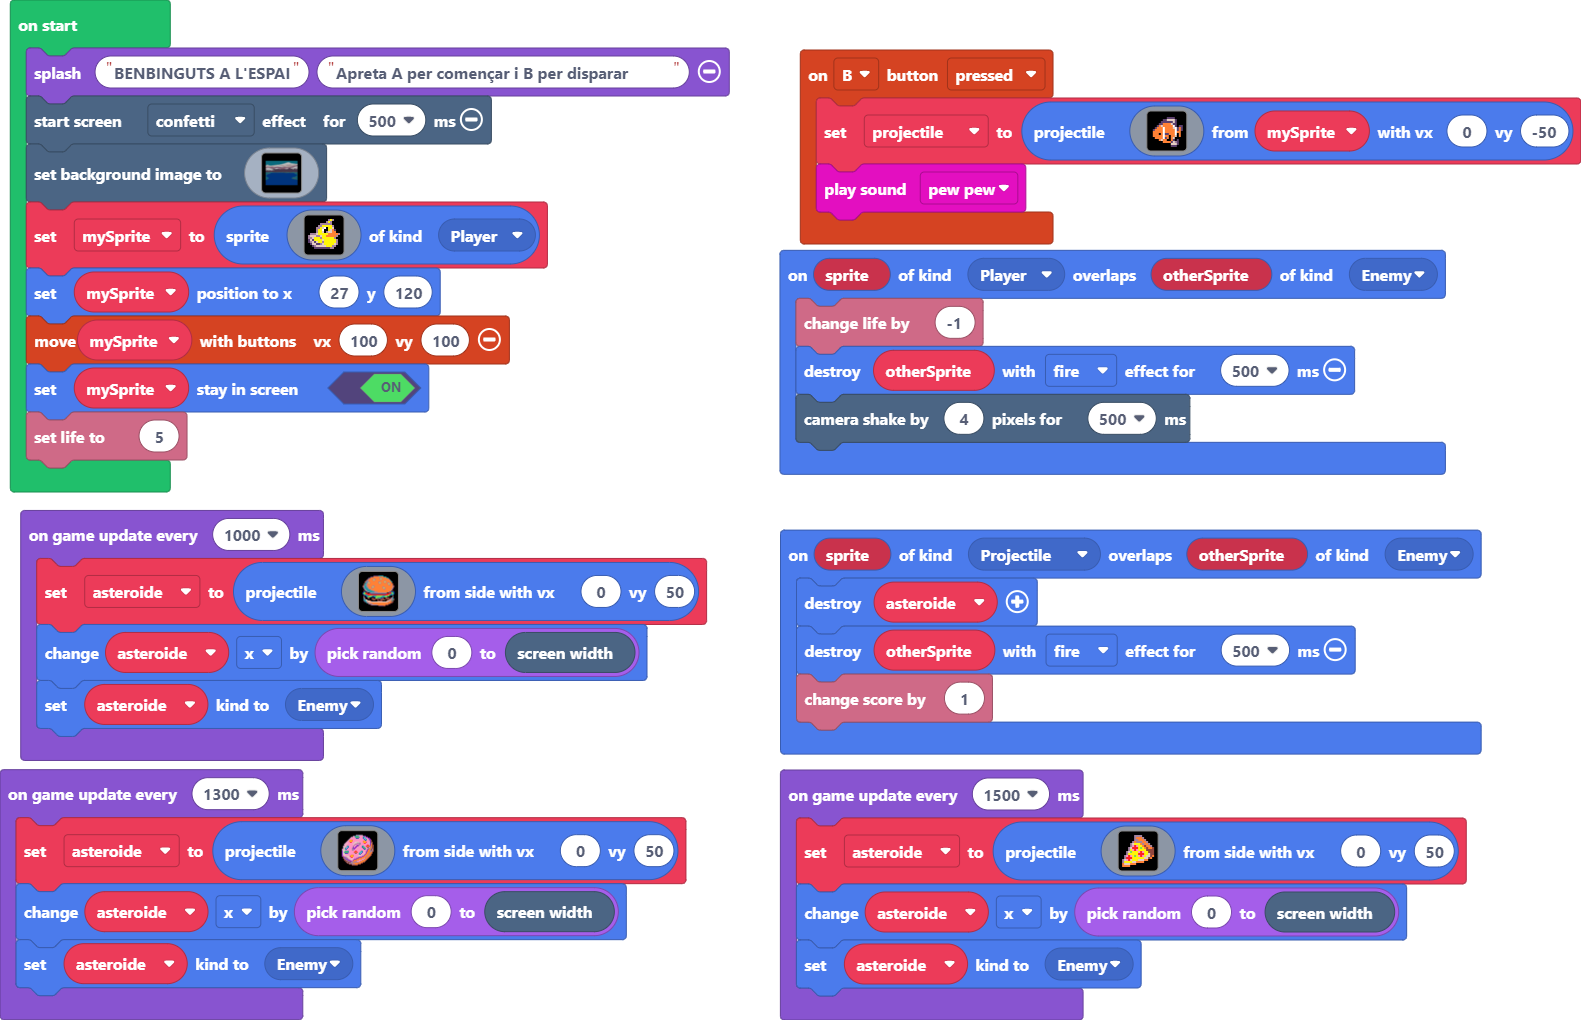 on start
splash "BENBINGUTS A L'ESPAI" "Apreta A per començar i B per disparar"
start screen confetti effect for 500 ms
set background image to
set mySprite to sprite of kind Player
set mySprite position to x 27 y 120
move mySprite with buttons vx 100 vy 100
set mySprite stay in screen ON
set life to 5
on B button pressed
set projectile to projectile from mySprite with vx 0 vy -50
play sound pew pew
on sprite of kind Player overlaps otherSprite of kind Enemy
change life by -1
destroy otherSprite with fire effect for 500 ms
camera shake by 4 pixels for 500 ms
on game update every 1000 ms
set asteroide to projectile from side with vx 0 vy 50
change asteroide x by pick random 0 to screen width
set asteroide kind to Enemy
on sprite of kind Projectile overlaps otherSprite of kind Enemy
destroy asteroide
destroy otherSprite with fire effect for 500 ms
change score by 1
on game update every 1300 ms
set asteroide to projectile from side with vx 0 vy 50
change asteroide x by pick random 0 to screen width
set asteroide kind to Enemy
on game update every 1500 ms
set asteroide to projectile from side with vx 0 vy 50
change asteroide x by pick random 0 to screen width
set asteroide kind to Enemy